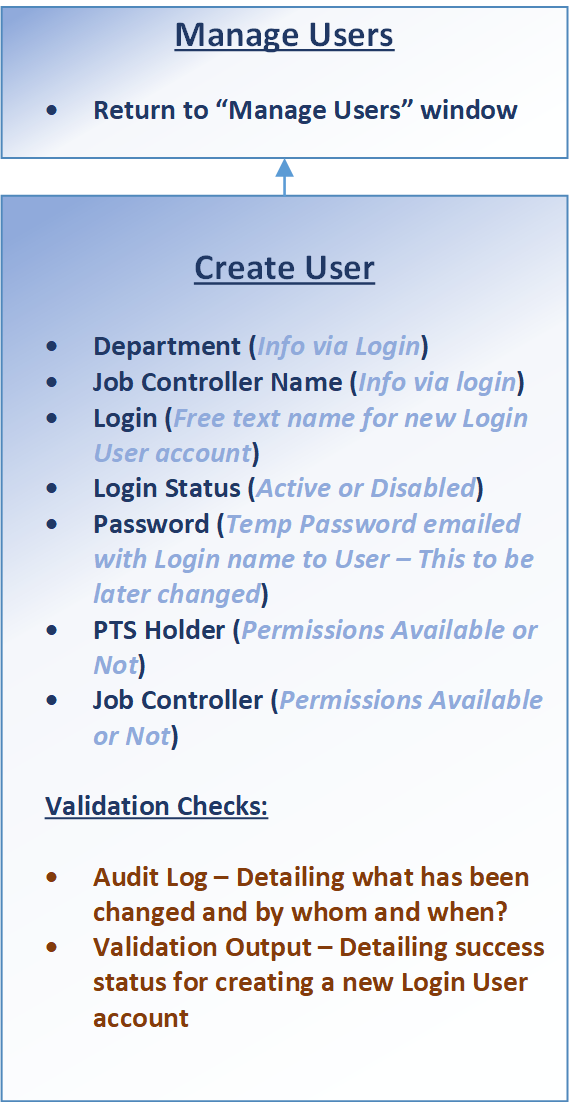 Manage Users
• Return to “Manage Users” window
Create User
• Department (Info via Login)
• Job Controller Name (Info via login)
• Login (Free text name for new Login
User account)
• Login Status (Active or Disabled)
• Password (Temp Password emailed
with Login name to User – This to be
later changed)
• PTS Holder (Permissions Available or
Not)
• Job Controller (Permissions Available
or Not)
Validation Checks:
• Audit Log – Detailing what has been
changed and by whom and when?
• Validation Output – Detailing success
status for creating a new Login User
account